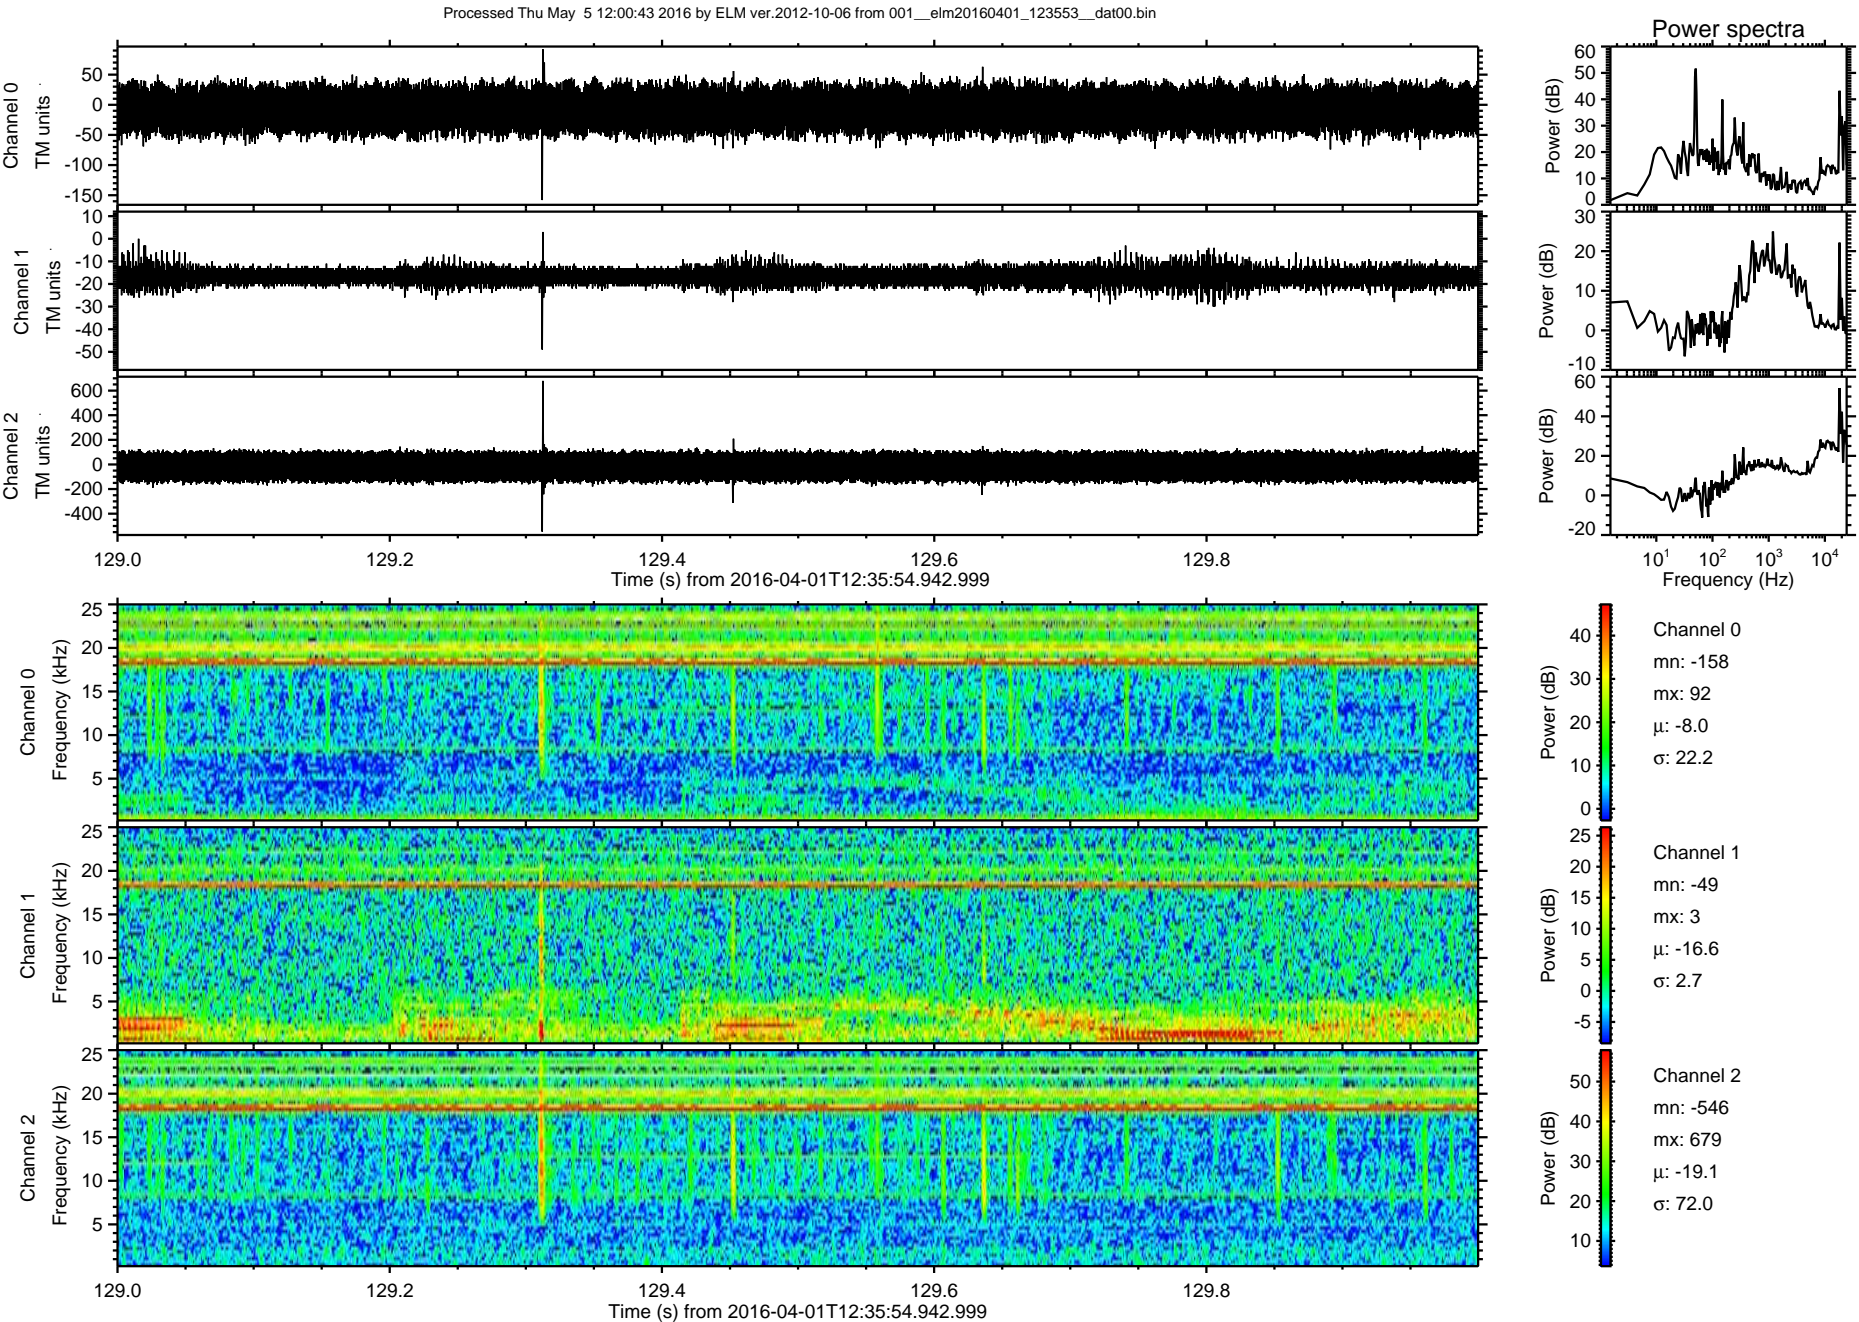 Processed Thu May  5 12:00:43 2016 by ELM ver.2012-10-06 from 001__elm20160401_123553__dat00.bin
Power spectra
Channel 0
TM units
50
0
-50
-100
-150
Power (dB)
60
50
40
30
20
10
0
Channel 1
TM units
10
0
-10
-20
-30
-40
-50
Power (dB)
30
20
10
0
-10
Channel 2
TM units
600
400
200
0
-200
-400
Power (dB)
60
40
20
0
-20
129.0 129.2 129.4 129.6 129.8
Time (s) from 2016-04-01T12:35:54.942.999
10^1 10^2 10^3 10^4
Frequency (Hz)
Channel 0
Frequency (kHz)
25
20
15
10
5
Power (dB)
40
30
20
10
0
Channel 0
mn: -158
mx: 92
μ: -8.0
σ: 22.2
Channel 1
Frequency (kHz)
25
20
15
10
5
Power (dB)
25
20
15
10
5
0
-5
Channel 1
mn: -49
mx: 3
μ: -16.6
σ: 2.7
Channel 2
Frequency (kHz)
25
20
15
10
5
Power (dB)
50
40
30
20
10
Channel 2
mn: -546
mx: 679
μ: -19.1
σ: 72.0
129.0 129.2 129.4 129.6 129.8
Time (s) from 2016-04-01T12:35:54.942.999